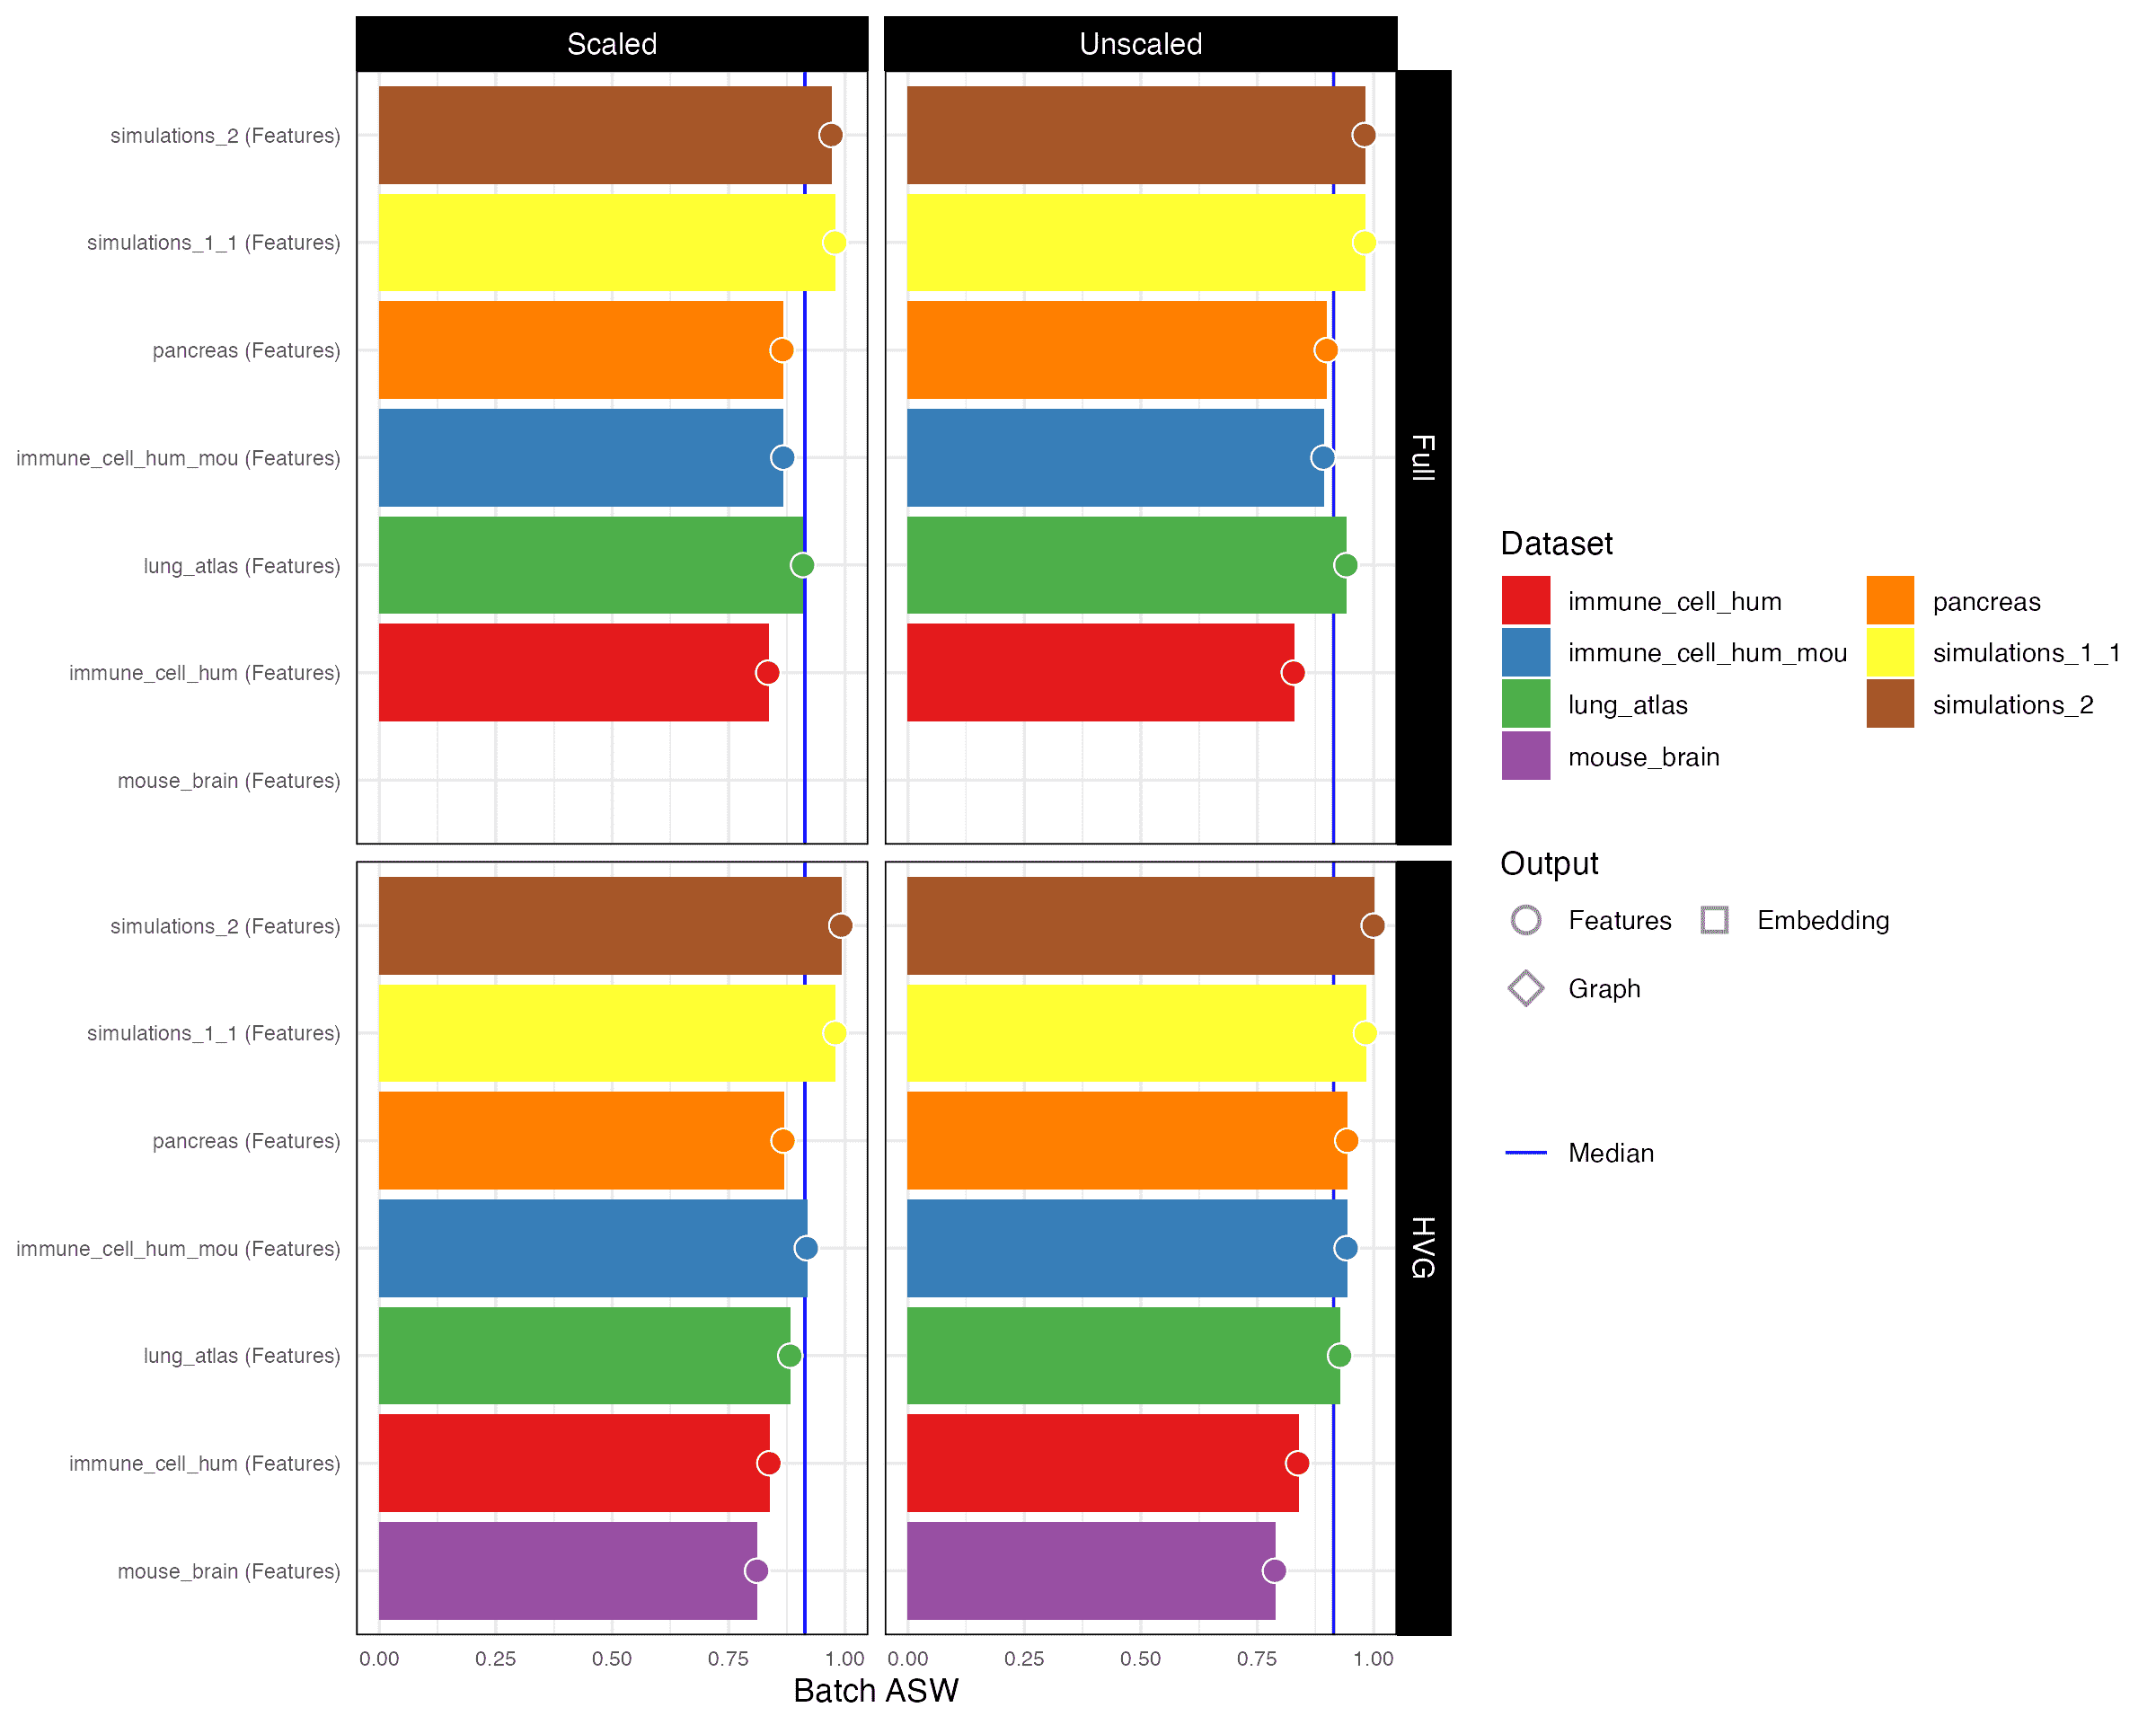 Scaled
Unscaled
simulations_2 (Features)
simulations_1_1 (Features)
pancreas (Features)
immune_cell_hum_mou (Features)
lung_atlas (Features)
immune_cell_hum (Features)
mouse_brain (Features)
Full
simulations_2 (Features)
simulations_1_1 (Features)
pancreas (Features)
immune_cell_hum_mou (Features)
lung_atlas (Features)
immune_cell_hum (Features)
mouse_brain (Features)
HVG
0.00 0.25 0.50 0.75 1.00
0.00 0.25 0.50 0.75 1.00
Batch ASW
Dataset
immune_cell_hum
immune_cell_hum_mou
lung_atlas
mouse_brain
pancreas
simulations_1_1
simulations_2
Output
Features
Embedding
Graph
Median